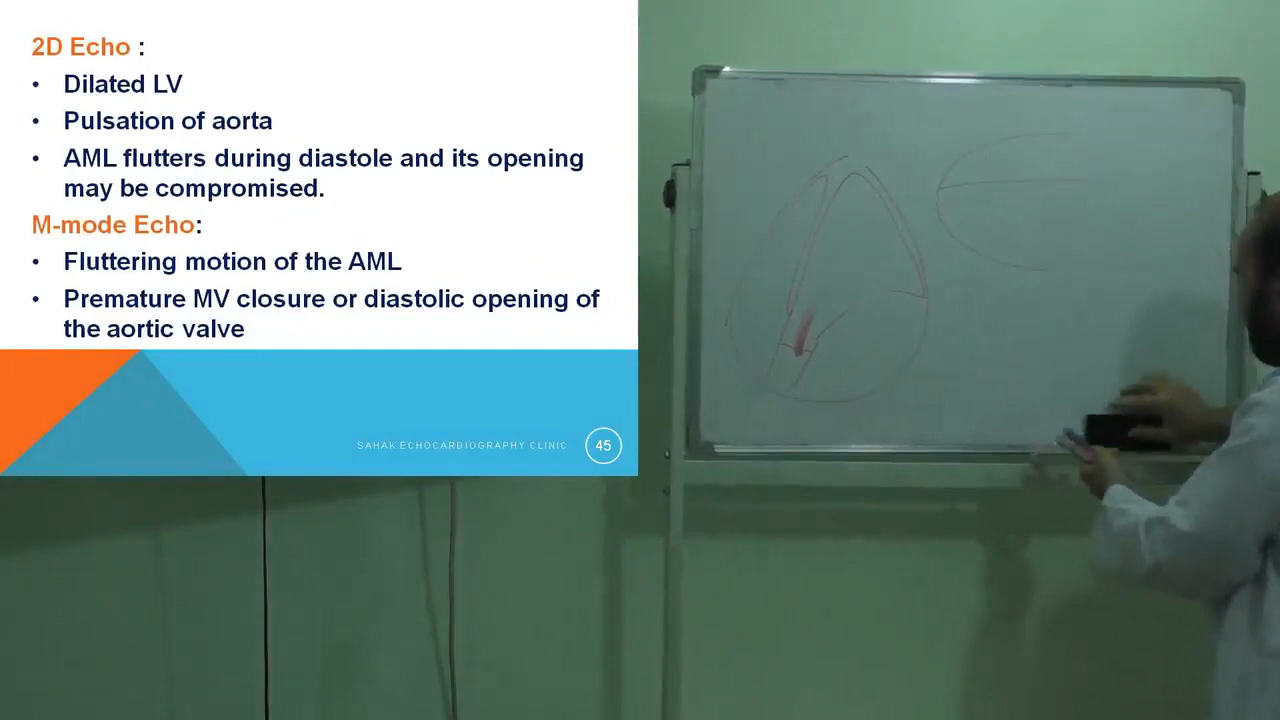 2D Echo :
• Dilated LV
• Pulsation of aorta
• AML flutters during diastole and its opening
may be compromised.
M-mode Echo:
• Fluttering motion of the AML
• Premature MV closure or diastolic opening of
the aortic valve
SAHAK ECHOCARDIOGRAPHY CLINIC
45